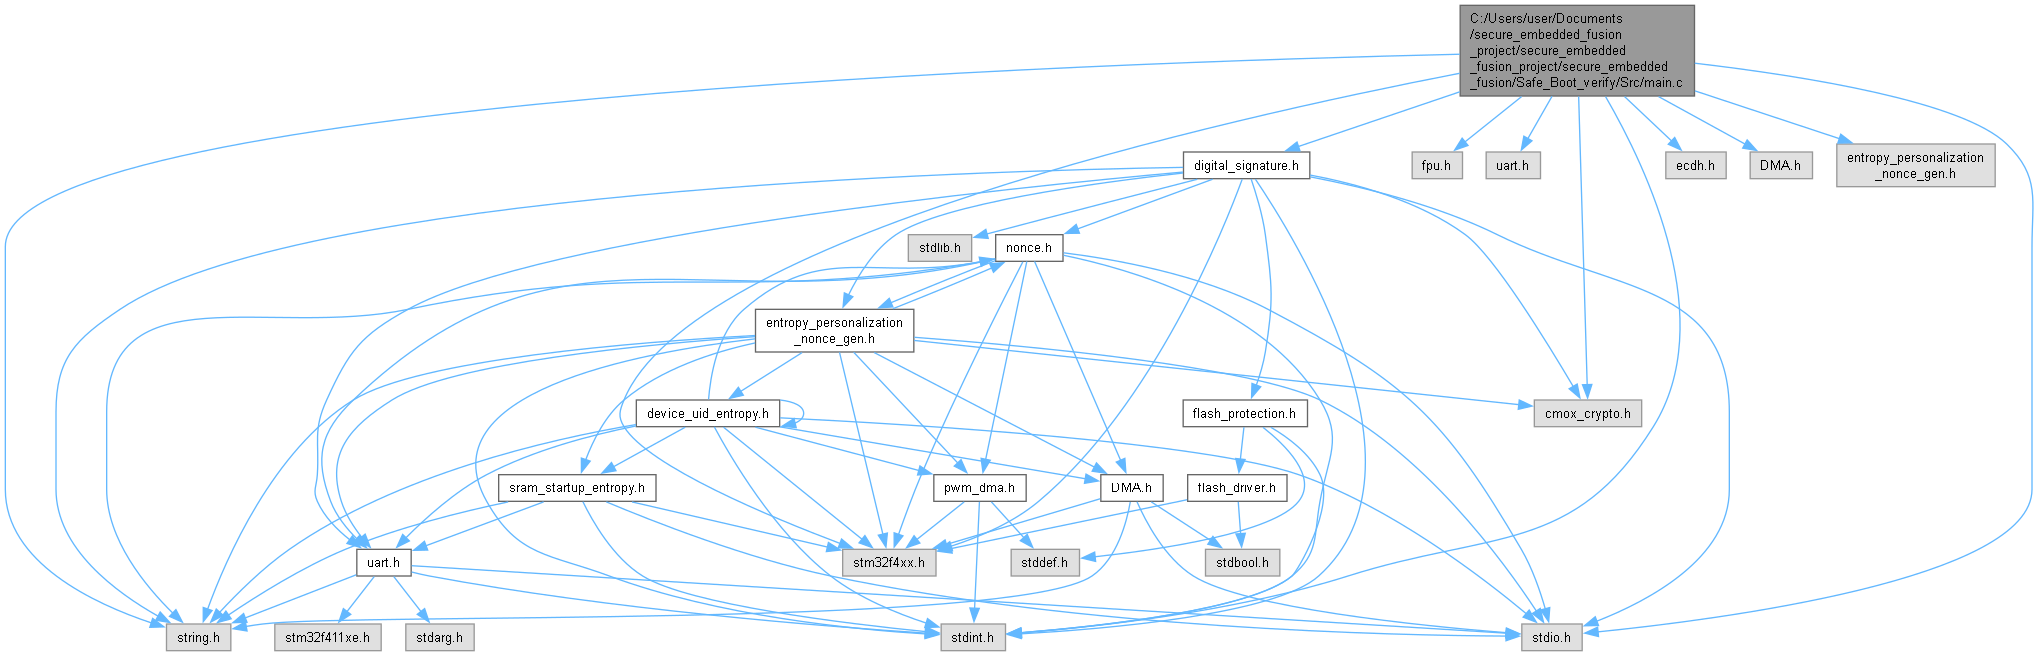 C:/Users/user/Documents
/secure_embedded_fusion
_project/secure_embedded
_fusion_project/secure_embedded
_fusion/Safe_Boot_verify/Src/main.c
digital_signature.h
fpu.h
uart.h
ecdh.h
DMA.h
entropy_personalization
_nonce_gen.h
stdlib.h
nonce.h
entropy_personalization
_nonce_gen.h
device_uid_entropy.h
flash_protection.h
cmox_crypto.h
sram_startup_entropy.h
pwm_dma.h
DMA.h
flash_driver.h
uart.h
stm32f4xx.h
stddef.h
stdbool.h
string.h
stm32f411xe.h
stdarg.h
stdint.h
stdio.h